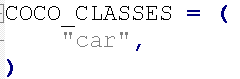 COCO_CLASSES = (
    "car",
)